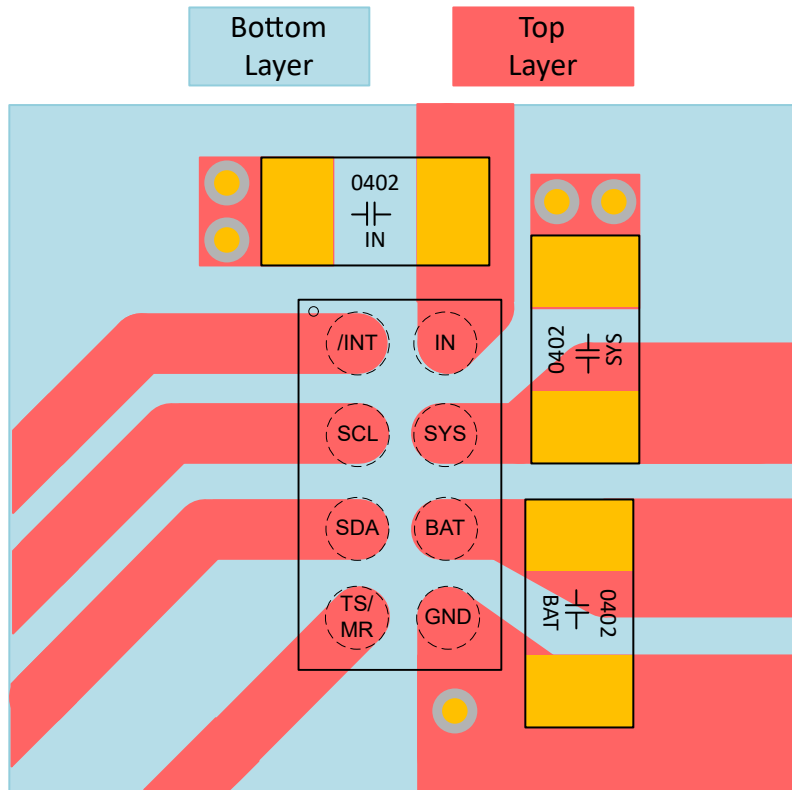 Bottom
Layer
Top
Layer
0402
IN
/INT
IN
0402
SYS
SCL
SYS
SDA
BAT
TS/
MR
GND
BAT
0402